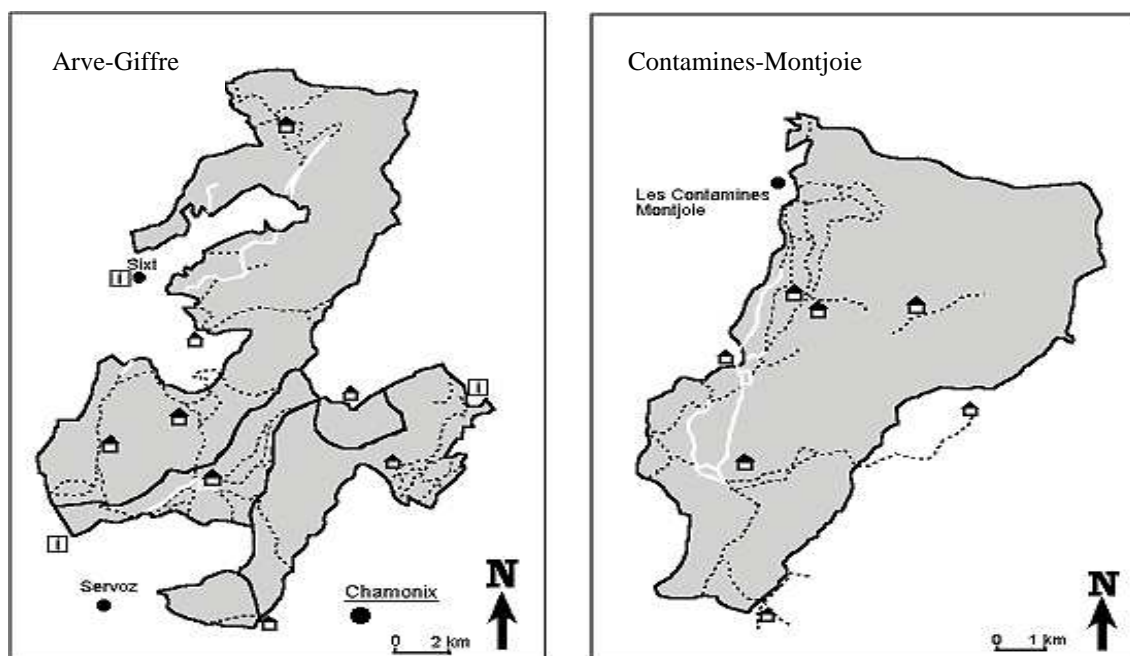 Arve-Giffre
Sixt
i
i
i
Servoz
Chamonix
N
0 2 km
Contamines-Montjoie
Les Contamines
Montjoie
N
0 1 km